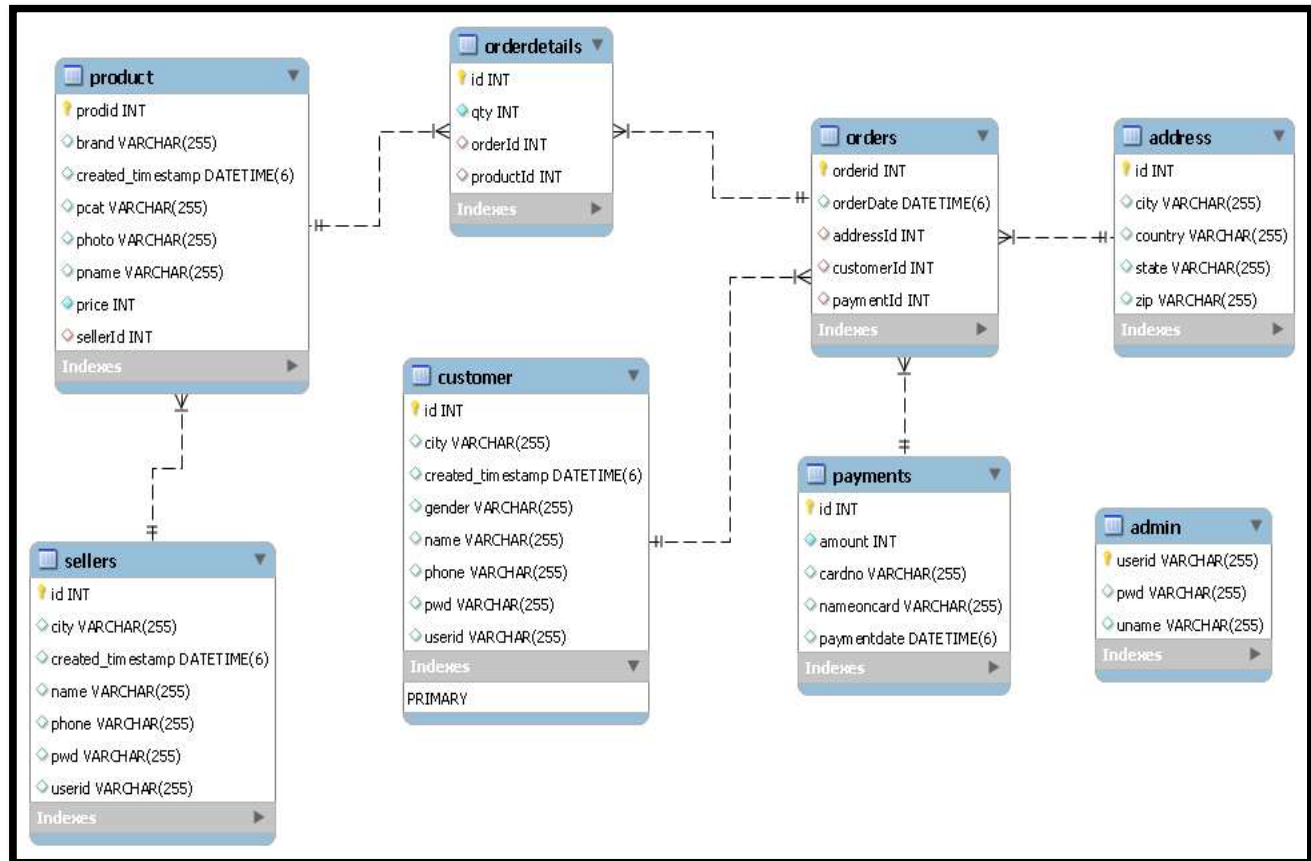 product
prodid INT
brand VARCHAR(255)
created_timestamp DATETIME(6)
pcat VARCHAR(255)
photo VARCHAR(255)
pname VARCHAR(255)
price INT
sellerId INT
Indexes
orderdetails
id INT
qty INT
orderId INT
productId INT
Indexes
orders
orderid INT
orderDate DATETIME(6)
addressId INT
customerId INT
paymentId INT
Indexes
address
id INT
city VARCHAR(255)
country VARCHAR(255)
state VARCHAR(255)
zip VARCHAR(255)
Indexes
customer
id INT
city VARCHAR(255)
created_timestamp DATETIME(6)
gender VARCHAR(255)
name VARCHAR(255)
phone VARCHAR(255)
pwd VARCHAR(255)
userid VARCHAR(255)
Indexes
PRIMARY
payments
id INT
amount INT
cardno VARCHAR(255)
nameoncard VARCHAR(255)
paymentdate DATETIME(6)
Indexes
admin
userid VARCHAR(255)
pwd VARCHAR(255)
uname VARCHAR(255)
Indexes
sellers
id INT
city VARCHAR(255)
created_timestamp DATETIME(6)
name VARCHAR(255)
phone VARCHAR(255)
pwd VARCHAR(255)
userid VARCHAR(255)
Indexes